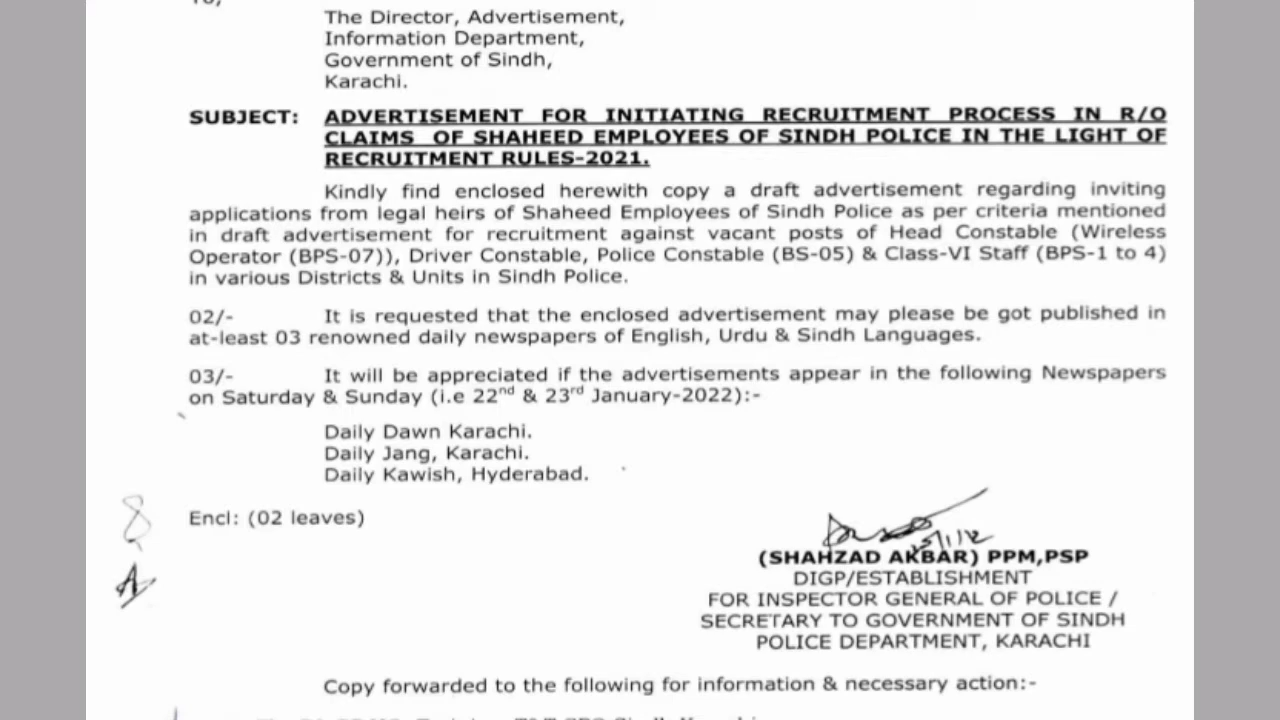 The Director, Advertisement,
Information Department,
Government of Sindh,
Karachi.
SUBJECT: ADVERTISEMENT FOR INITIATING RECRUITMENT PROCESS IN R/O
CLAIMS OF SHAHEED EMPLOYEES OF SINDH POLICE IN THE LIGHT OF
RECRUITMENT RULES-2021.
Kindly find enclosed herewith copy a draft advertisement regarding inviting
applications from legal heirs of Shaheed Employees of Sindh Police as per criteria mentioned
in draft advertisement for recruitment against vacant posts of Head Constable (Wireless
Operator (BPS-07)), Driver Constable, Police Constable (BS-05) & Class-VI Staff (BPS-1 to 4)
in various Districts & Units in Sindh Police.
02/- It is requested that the enclosed advertisement may please be got published in
at-least 03 renowned daily newspapers of English, Urdu & Sindh Languages.
03/- It will be appreciated if the advertisements appear in the following Newspapers
on Saturday & Sunday (i.e 22nd & 23rd January-2022):-
Daily Dawn Karachi.
Daily Jang, Karachi.
Daily Kawish, Hyderabad.
Encl: (02 leaves)
(SHAHZAD AKBAR) PPM,PSP
DIGP/ESTABLISHMENT
FOR INSPECTOR GENERAL OF POLICE /
SECRETARY TO GOVERNMENT OF SINDH
POLICE DEPARTMENT, KARACHI
Copy forwarded to the following for information & necessary action:-